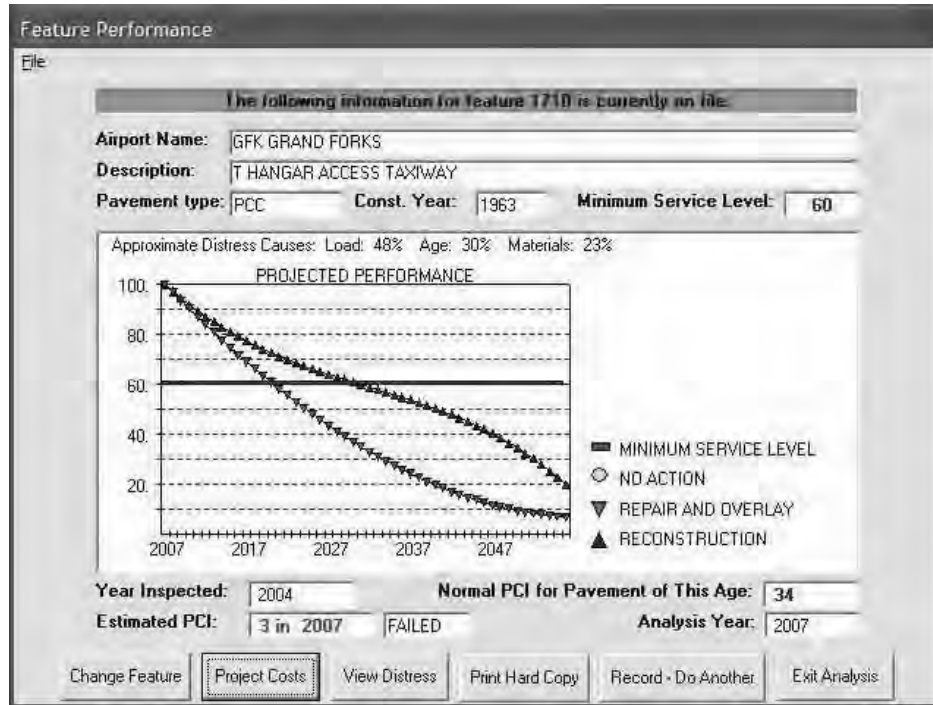 Feature Performance
File
The following information for feature 1710 is currently on file.
Airport Name: GFK GRAND FORKS
Description: T HANGAR ACCESS TAXIWAY
Pavement type: PCC Const. Year: 1963 Minimum Service Level: 60
Approximate Distress Causes: Load: 48% Age: 30% Materials: 23%
PROJECTED PERFORMANCE
100.
80.
60.
40.
20.
2007 2017 2027 2037 2047
MINIMUM SERVICE LEVEL
NO ACTION
REPAIR AND OVERLAY
RECONSTRUCTION
Year Inspected: 2004 Normal PCI for Pavement of This Age: 34
Estimated PCI: 3 in 2007 FAILED Analysis Year: 2007
Change Feature Project Costs View Distress Print Hard Copy Record - Do Another Exit Analysis